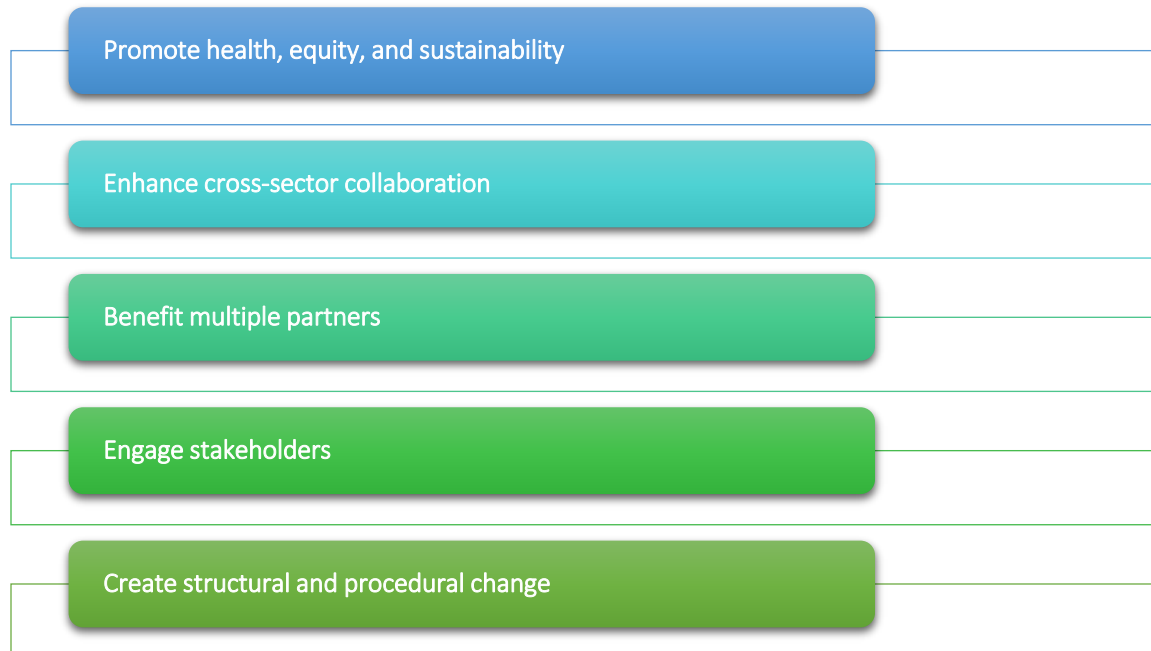 Promote health, equity, and sustainability
Enhance cross-sector collaboration
Benefit multiple partners
Engage stakeholders
Create structural and procedural change